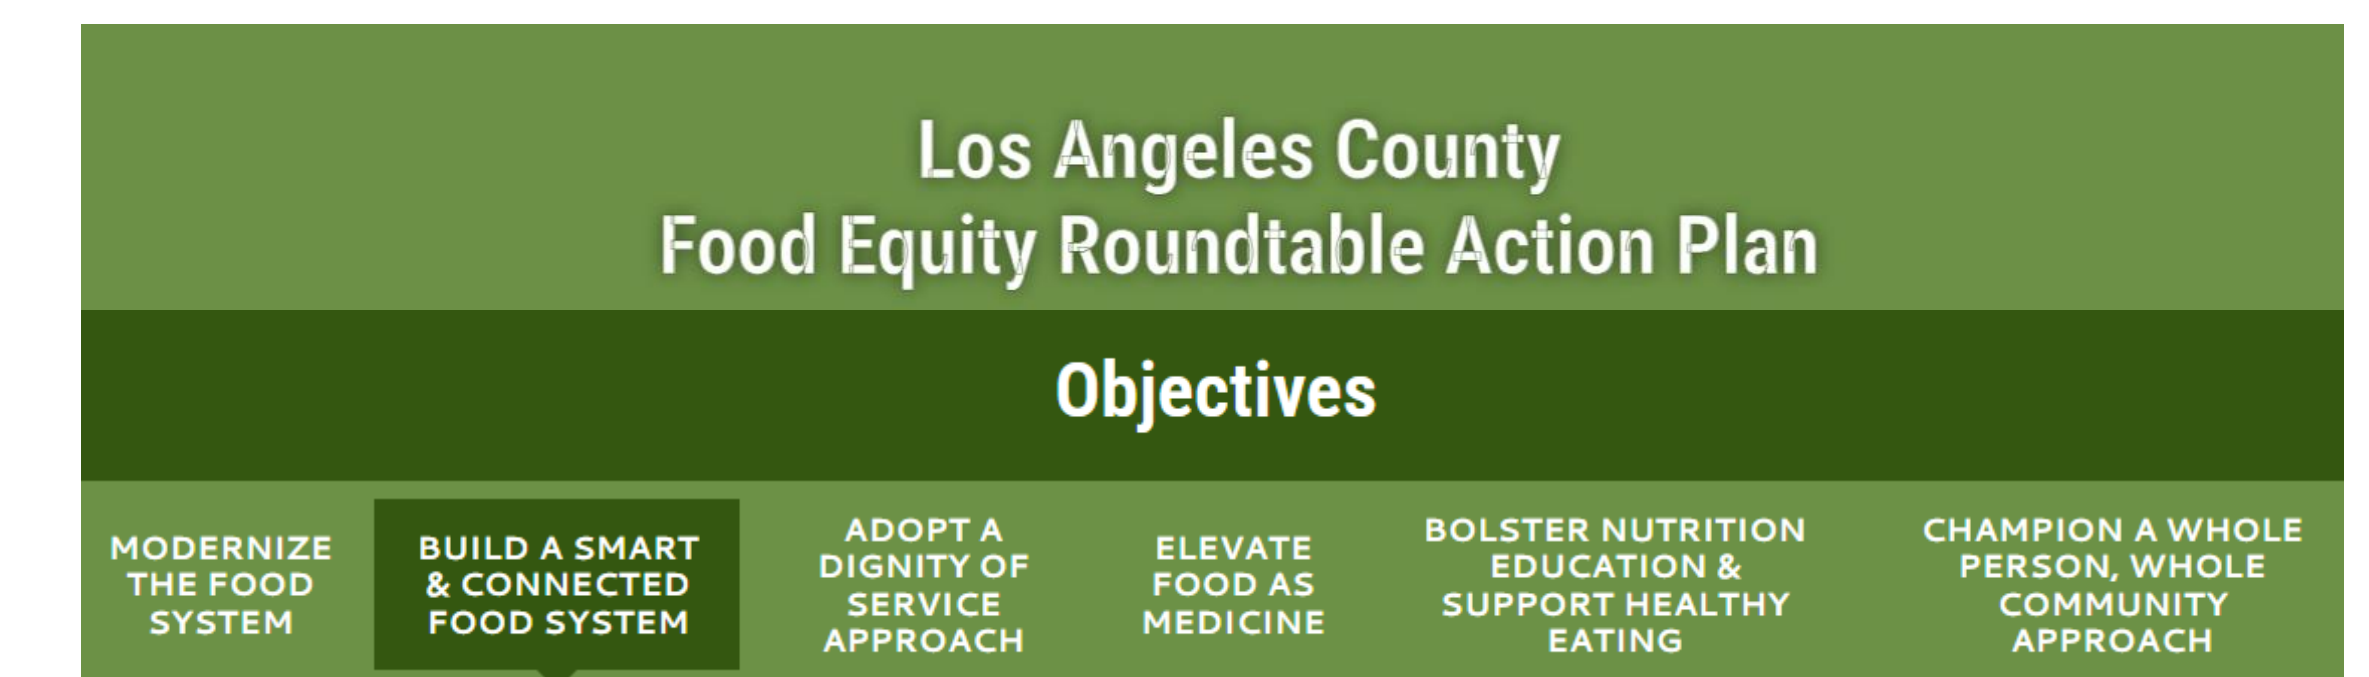 Los Angeles County
Food Equity Roundtable Action Plan
Objectives
MODERNIZE
THE FOOD
SYSTEM
BUILD A SMART
& CONNECTED
FOOD SYSTEM
ADOPT A
DIGNITY OF
SERVICE
APPROACH
ELEVATE
FOOD AS
MEDICINE
BOLSTER NUTRITION
EDUCATION &
SUPPORT HEALTHY
EATING
CHAMPION A WHOLE
PERSON, WHOLE
COMMUNITY
APPROACH